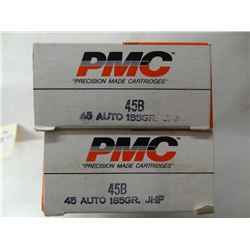 PMC
"PRECISION MADE CARTRIDGES"
45B
45 AUTO 185GR. JHP
PMC
"PRECISION MADE CARTRIDGES"
45B
45 AUTO 185GR. JHP